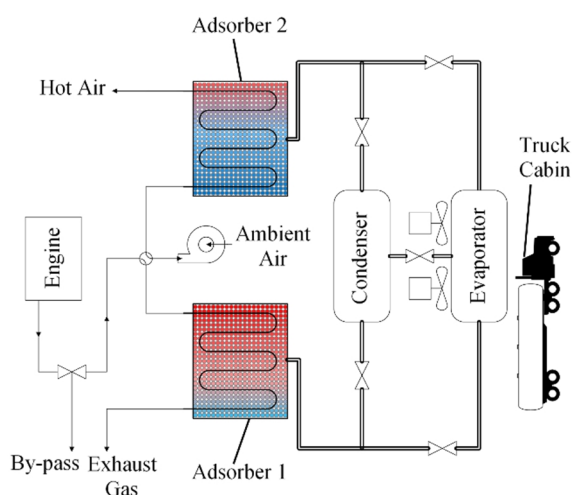 Adsorber 2
Hot Air
Truck
Cabin
Engine
Ambient
Air
Condenser
Evaporator
By-pass
Exhaust
Gas
Adsorber 1